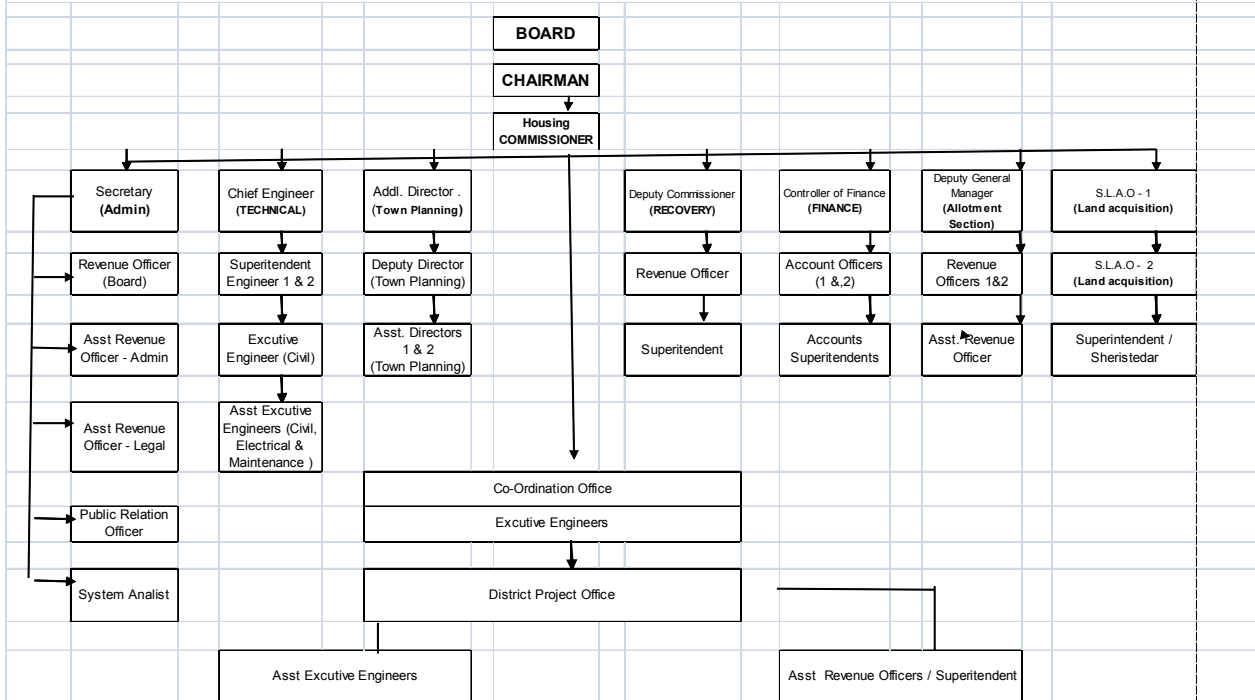 BOARD
CHAIRMAN
Housing
COMMISSIONER
Secretary
(Admin)
Chief Engineer
(TECHNICAL)
Addl. Director .
(Town Planning)
Deputy Commissioner
(RECOVERY)
Controller of Finance
(FINANCE)
Deputy General
Manager
(Allotment
Section)
S.L.A.O - 1
(Land acquisition)
Revenue Officer
(Board)
Superitendent
Engineer 1 & 2
Deputy Director
(Town Planning)
Revenue Officer
Account Officers
(1 &,2)
Revenue
Officers 1&2
S.L.A.O - 2
(Land acquisition)
Asst Revenue
Officer - Admin
Excutive
Engineer (Civil)
Asst. Directors
1 & 2
(Town Planning)
Superitendent
Accounts
Superitendents
Asst. Revenue
Officer
Superintendent /
Sheristedar
Asst Revenue
Officer - Legal
Asst Excutive
Engineers (Civil,
Electrical &
Maintenance )
Co-Ordination Office
Excutive Engineers
Public Relation
Officer
System Analist
District Project Office
Asst Excutive Engineers
Asst Revenue Officers / Superitendent